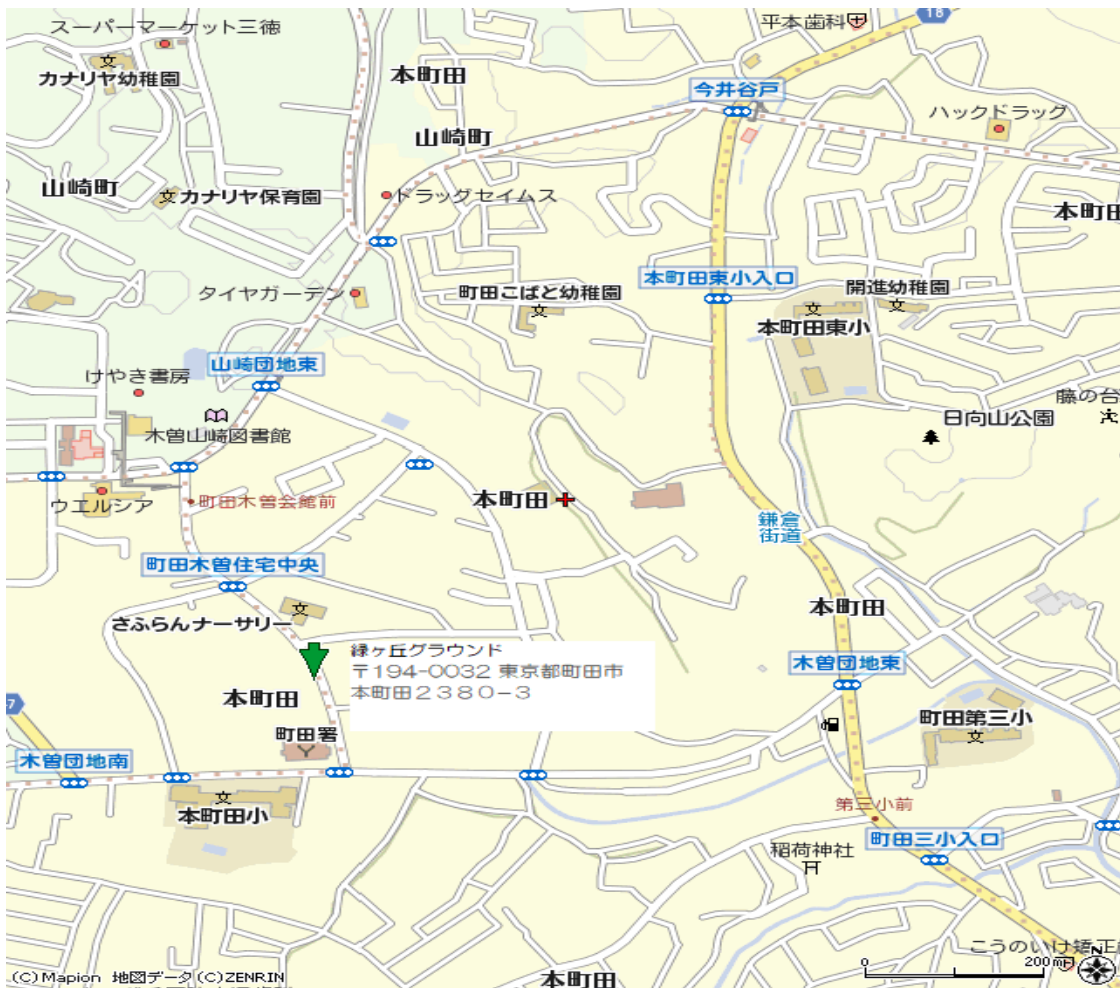 18
平本歯科
スーパーマーケット三徳
カナリヤ幼稚園
本町田
今井谷戸
ハックドラッグ
山崎町
山崎町
カナリヤ保育園
トラッグセイムス
本町田
本町田東小入口
開進幼稚園
タイヤガーデン
町田こばと幼稚園
本町田東小
山崎団地東
けやき書房
藤の台
日向山公園
木曽山崎図書館
ウエルシア
町田木曽会館前
本町田
鎌倉
街道
町田木曽住宅中央
さふらんナーサリー
本町田
緑ヶ丘グラウンド
〒194-0032 東京都町田市
本町田2380-3
木曽団地東
本町田
7
町田署
町田第三小
木曽団地南
本町田小
第三小前
町田三小入口
稲荷神社
こうのいけ矯正
N
0
200m
(C)Mapion 地図データ(C)ZENRIN
本町田